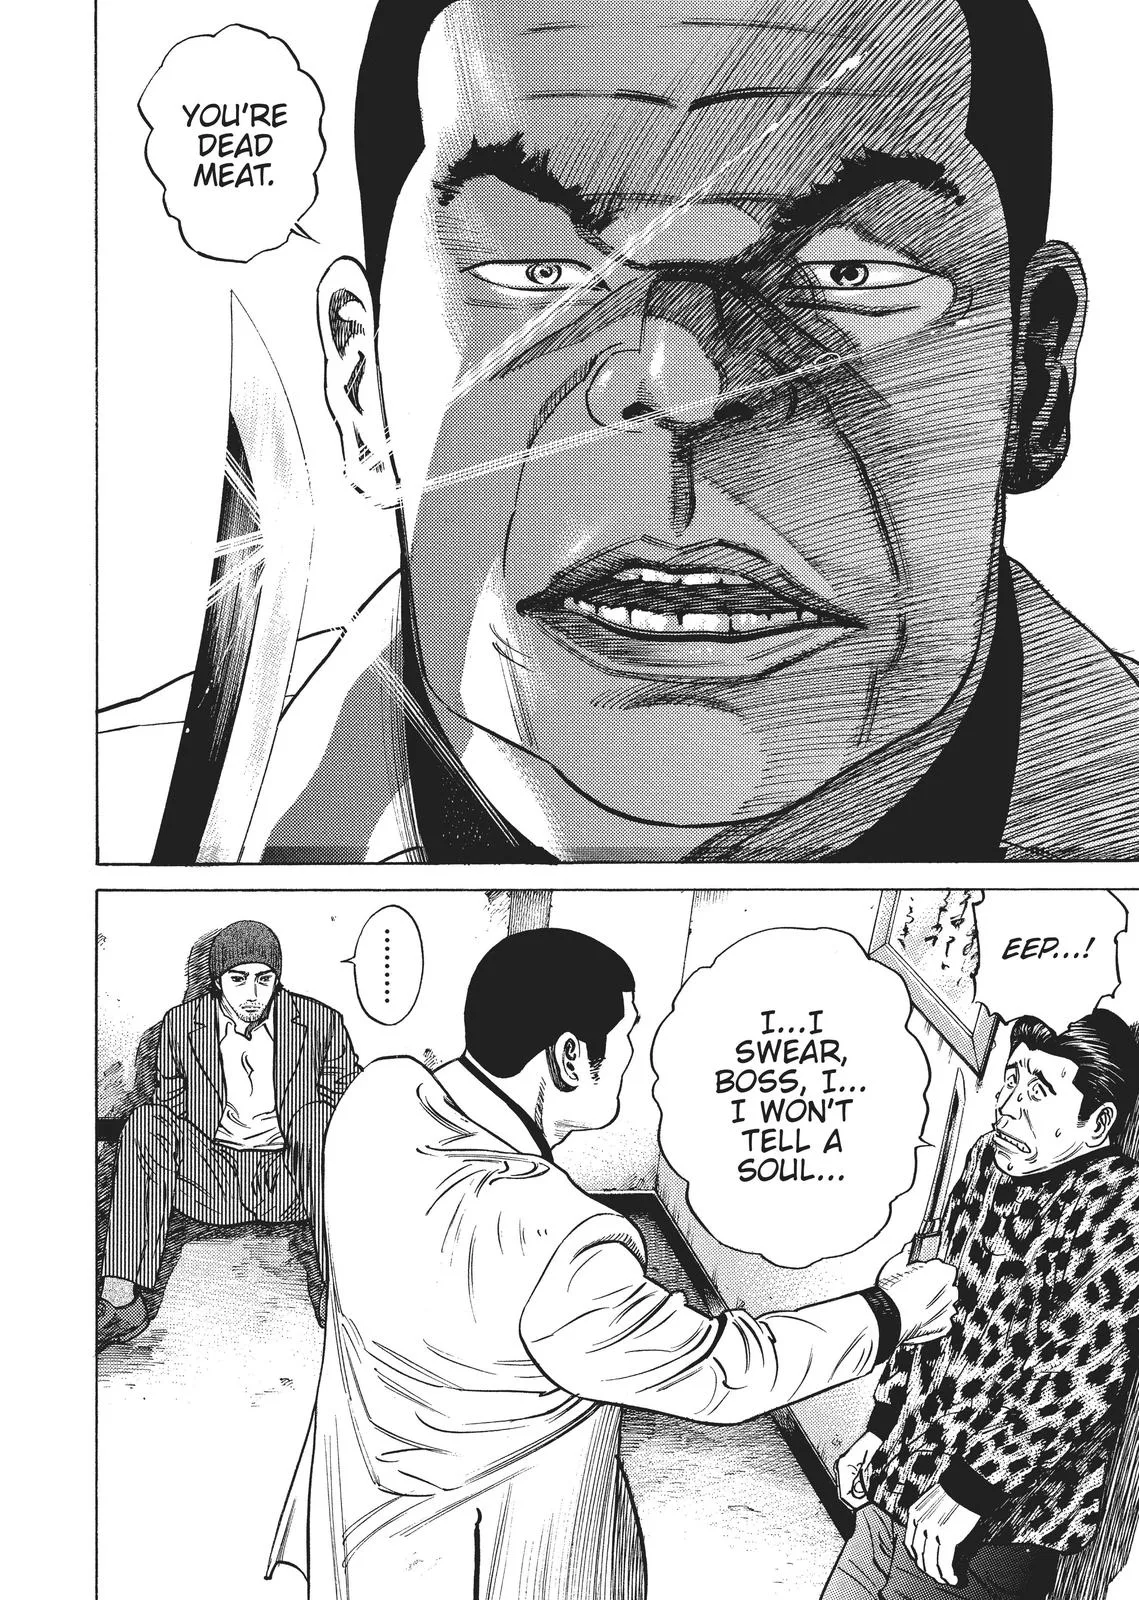 YOU'RE
DEAD
MEAT.
EEP...!
I...I
SWEAR,
BOSS, I...
I WON'T
TELL A
SOUL...
.........